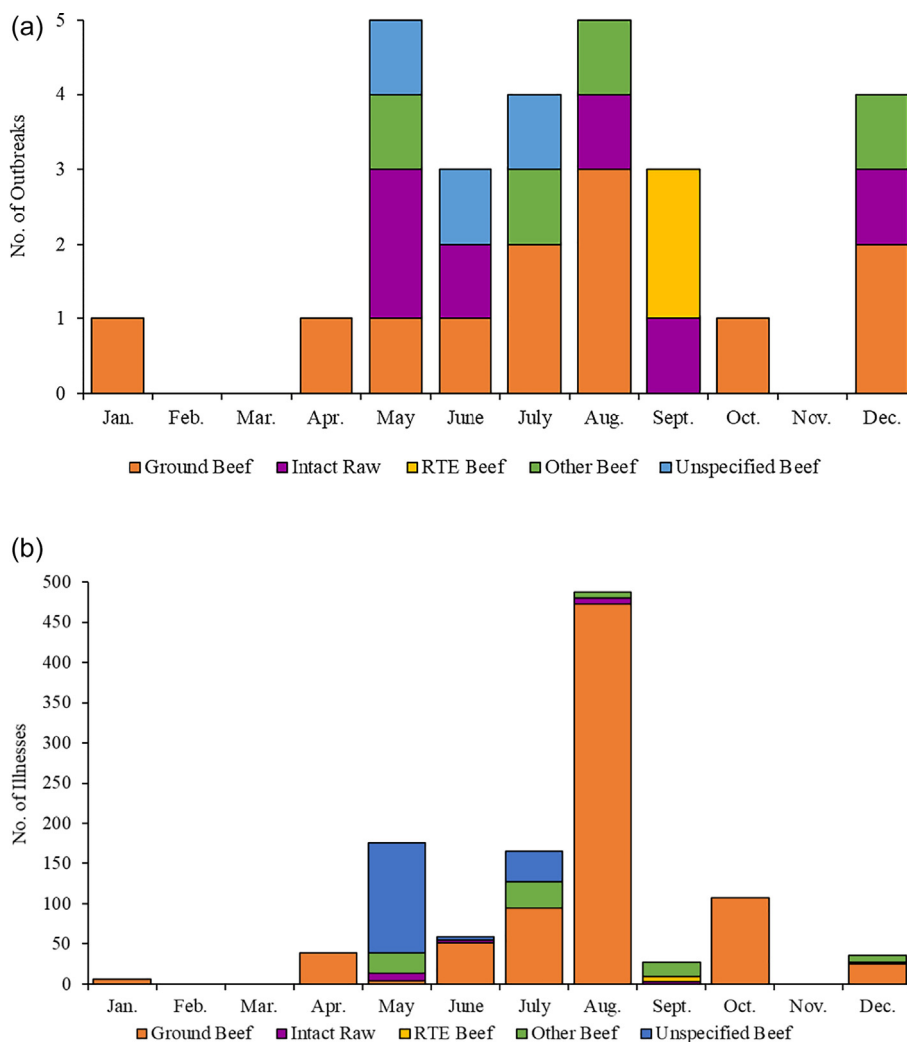 (a)
No. of Outbreaks
5
4
3
2
1
0
Jan. Feb. Mar. Apr. May June July Aug. Sept. Oct. Nov. Dec.
Ground Beef Intact Raw RTE Beef Other Beef Unspecified Beef
(b)
No. of Illnesses
500
450
400
350
300
250
200
150
100
50
0
Jan. Feb. Mar. Apr. May June July Aug. Sept. Oct. Nov. Dec.
Ground Beef Intact Raw RTE Beef Other Beef Unspecified Beef